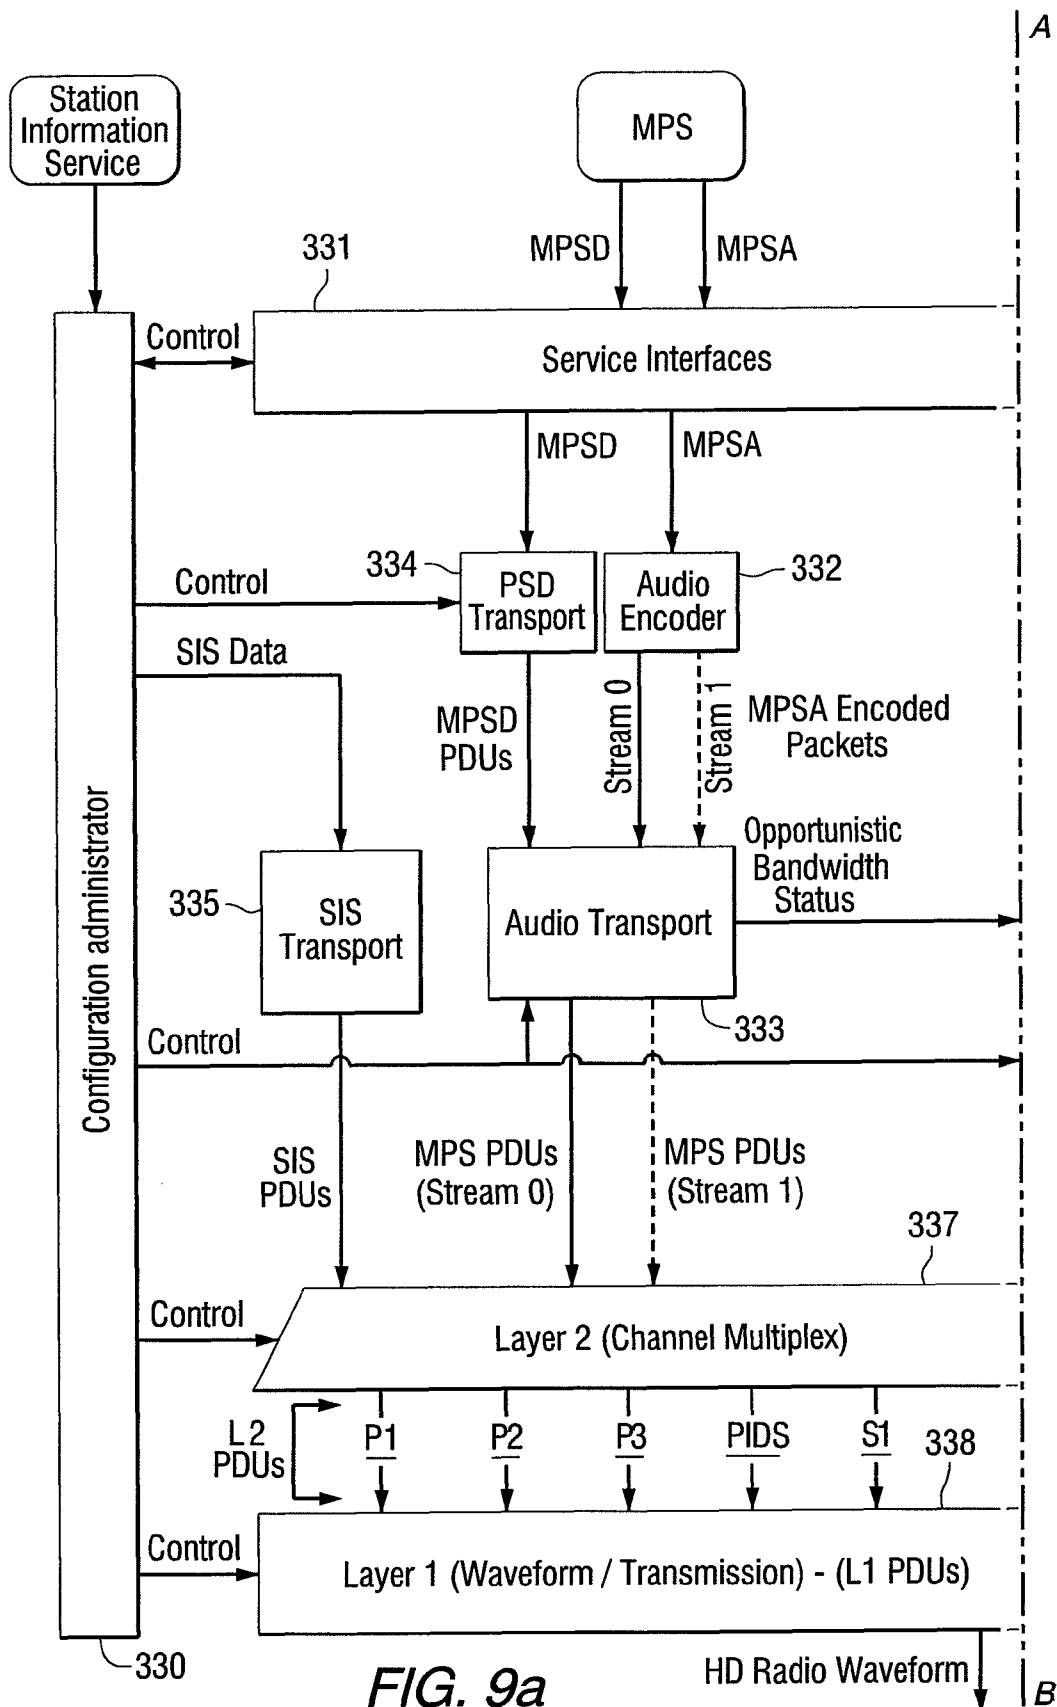 A
Station
Information
Service
MPS
MPSD
MPSA
331
Control
Service Interfaces
MPSD
MPSA
334
PSD
Transport
Audio
Encoder
332
Control
SIS Data
MPSD
PDUs
Stream 0
Stream 1
MPSA Encoded
Packets
Configuration administrator
Opportunistic
Bandwidth
Status
335
SIS
Transport
Audio Transport
333
Control
SIS
PDUs
MPS PDUs
(Stream 0)
MPS PDUs
(Stream 1)
337
Control
Layer 2 (Channel Multiplex)
L2
PDUs
P1
P2
P3
PIDS
S1
338
Control
Layer 1 (Waveform / Transmission) - (L1 PDUs)
330
HD Radio Waveform
FIG. 9a
B